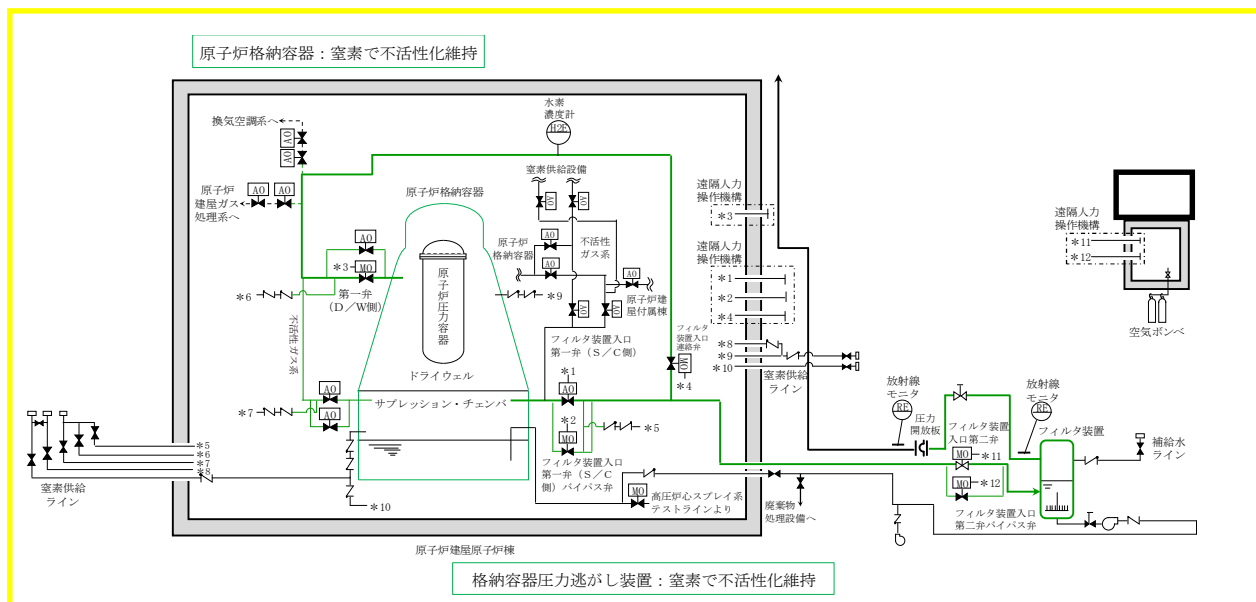 原子炉格納容器：窒素で不活性化維持
換気空調系へ
AO
AO
水素
濃度計
H2E
原子炉
建屋ガス
処理系へ
AO
AO
原子炉格納容器
窒素供給設備
AO
AO
遠隔人力
操作機構
＊3
遠隔人力
操作機構
＊11
＊12
空気ボンベ
AO
＊3
MO
第一弁
（D／W側）
＊6
原子炉圧力容器
原子炉
格納容器
AO
AO
不活性
ガス系
AO
原子炉建
屋付属棟
＊9
AO
AO
遠隔人力
操作機構
＊1
＊2
＊4
不活性ガス系
ドライウェル
フィルタ装置入口
第一弁（S／C側）
フィルタ装置入口
連絡弁
MO
＊4
＊8
＊9
＊10
窒素供給
ライン
＊1
AO
サプレッション・チェンバ
AO
AO
＊7
＊2
MO
＊5
フィルタ装置入口
第一弁（S／C
側）バイパス弁
放射線
モニタ
RE
圧力
開放板
放射線
モニタ
RE
フィルタ装置
フィルタ装置
入口第二弁
MO
＊11
MO
＊12
フィルタ装置入口
第二弁バイパス弁
補給水
ライン
＊5
＊6
＊7
＊8
窒素供給
ライン
＊10
MO
高圧炉心スプレイ系
テストラインより
廃棄物
処理設備へ
原子炉建屋原子炉棟
格納容器圧力逃がし装置：窒素で不活性化維持